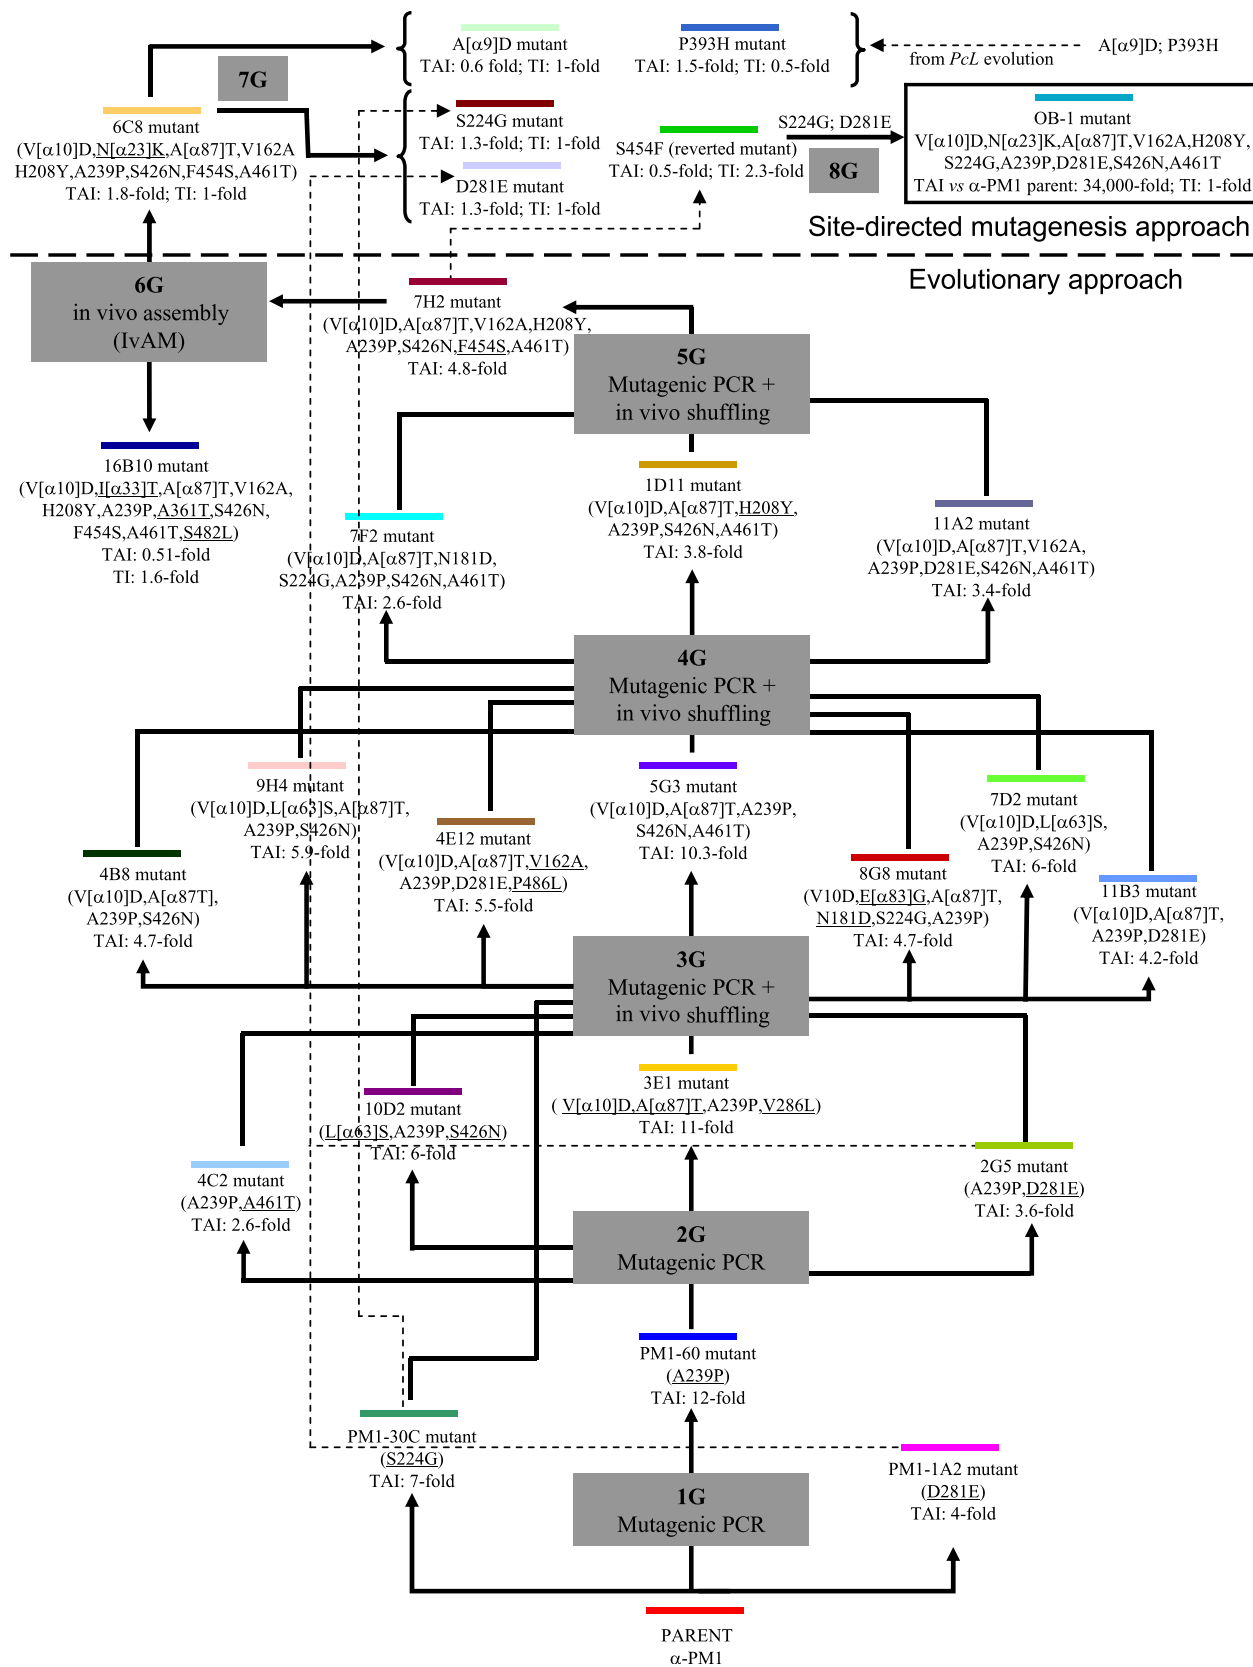 A[α9]D mutant
TAI: 0.6 fold; TI: 1-fold
P393H mutant
TAI: 1.5-fold; TI: 0.5-fold
A[α9]D; P393H
from PcL evolution
7G
6C8 mutant
(V[α10]D,N[α23]K,A[α87]T,V162A
H208Y,A239P,S426N,F454S,A461T)
TAI: 1.8-fold; TI: 1-fold
S224G mutant
TAI: 1.3-fold; TI: 1-fold
D281E mutant
TAI: 1.3-fold; TI: 1-fold
S454F (reverted mutant)
TAI: 0.5-fold; TI: 2.3-fold
S224G; D281E
8G
OB-1 mutant
V[α10]D,N[α23]K,A[α87]T,V162A,H208Y,
S224G,A239P,D281E,S426N,A461T
TAI vs α-PM1 parent: 34,000-fold; TI: 1-fold
Site-directed mutagenesis approach
Evolutionary approach
6G
in vivo assembly
(IvAM)
7H2 mutant
(V[α10]D,A[α87]T,V162A,H208Y,
A239P,S426N,F454S,A461T)
TAI: 4.8-fold
5G
Mutagenic PCR +
in vivo shuffling
16B10 mutant
(V[α10]D,I[α33]T,A[α87]T,V162A,
H208Y,A239P,A361T,S426N,
F454S,A461T,S482L)
TAI: 0.51-fold
TI: 1.6-fold
7F2 mutant
(V[α10]D,A[α87]T,N181D,
S224G,A239P,S426N,A461T)
TAI: 2.6-fold
1D11 mutant
(V[α10]D,A[α87]T,H208Y,
A239P,S426N,A461T)
TAI: 3.8-fold
11A2 mutant
(V[α10]D,A[α87]T,V162A,
A239P,D281E,S426N,A461T)
TAI: 3.4-fold
4G
Mutagenic PCR +
in vivo shuffling
9H4 mutant
(V[α10]D,L[α63]S,A[α87]T,
A239P,S426N)
TAI: 5.9-fold
4B8 mutant
(V[α10]D,A[α87T],
A239P,S426N)
TAI: 4.7-fold
4E12 mutant
(V[α10]D,A[α87]T,V162A,
A239P,D281E,P486L)
TAI: 5.5-fold
5G3 mutant
(V[α10]D,A[α87]T,A239P,
S426N,A461T)
TAI: 10.3-fold
8G8 mutant
(V10D,E[α83]G,A[α87]T,
N181D,S224G,A239P)
TAI: 4.7-fold
7D2 mutant
(V[α10]D,L[α63]S,
A239P,S426N)
TAI: 6-fold
11B3 mutant
(V[α10]D,A[α87]T,
A239P,D281E)
TAI: 4.2-fold
3G
Mutagenic PCR +
in vivo shuffling
4C2 mutant
(A239P,A461T)
TAI: 2.6-fold
10D2 mutant
(L[α63]S,A239P,S426N)
TAI: 6-fold
3E1 mutant
( V[α10]D,A[α87]T,A239P,V286L)
TAI: 11-fold
2G5 mutant
(A239P,D281E)
TAI: 3.6-fold
2G
Mutagenic PCR
PM1-60 mutant
(A239P)
TAI: 12-fold
PM1-30C mutant
(S224G)
TAI: 7-fold
PM1-1A2 mutant
(D281E)
TAI: 4-fold
1G
Mutagenic PCR
PARENT
α-PM1